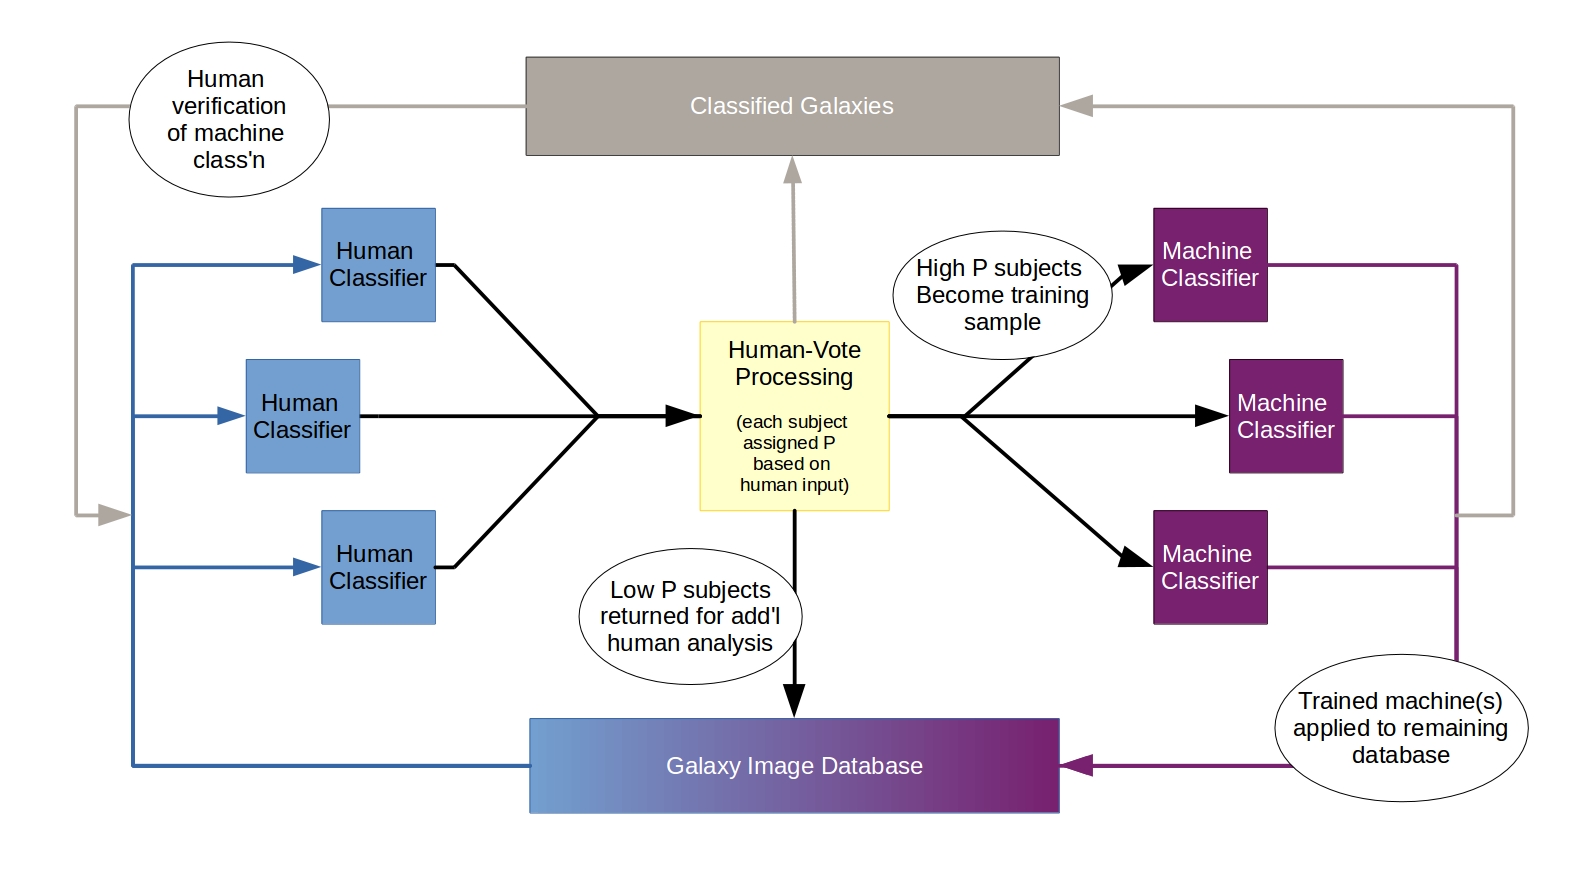 Human
verification
of machine
class'n
Classified Galaxies
Human
Classifier
Human
Classifier
Human
Classifier
Human-Vote
Processing
(each subject
assigned P
based on
human input)
High P subjects
Become training
sample
Machine
Classifier
Machine
Classifier
Machine
Classifier
Low P subjects
returned for add'l
human analysis
Trained machine(s)
applied to remaining
database
Galaxy Image Database